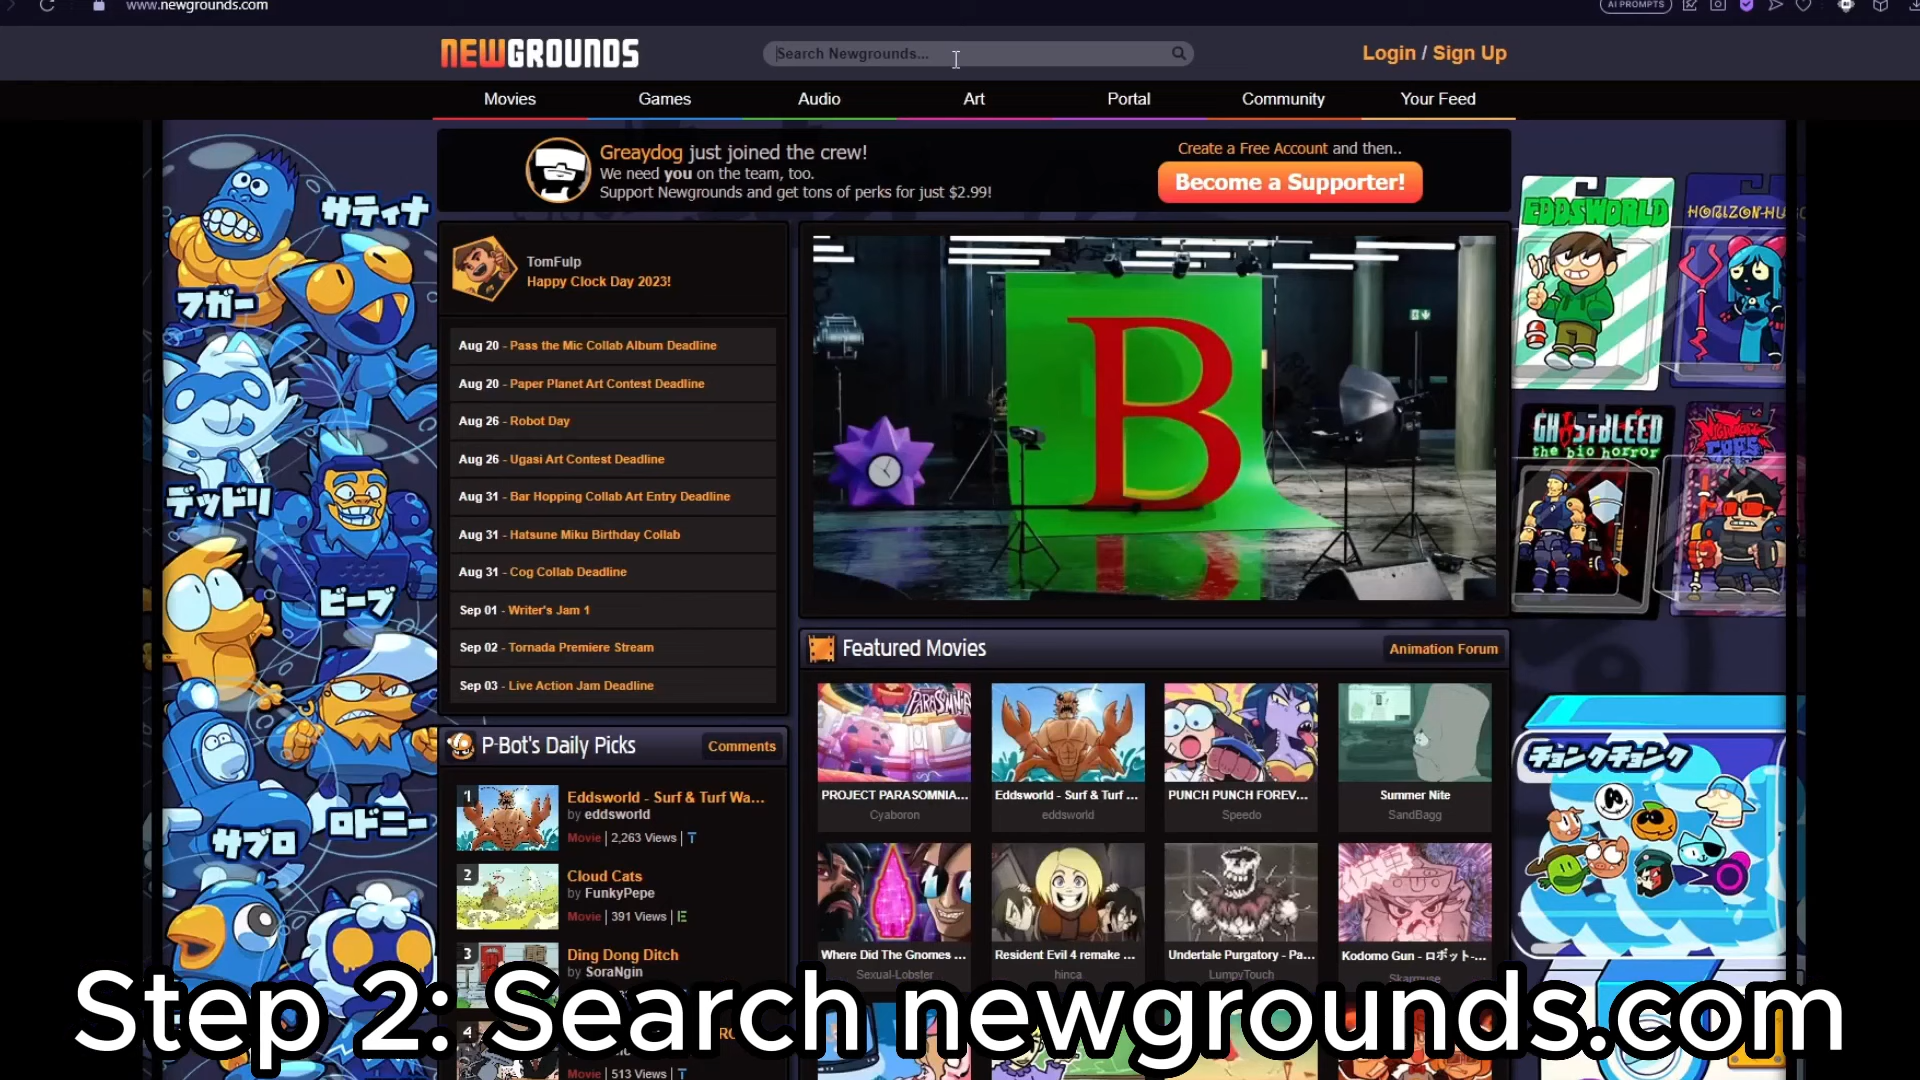 www.newgrounds.com
AI PROMPTS
NEWGROUNDS
Search Newgrounds...
Login / Sign Up
Movies
Games
Audio
Art
Portal
Community
Your Feed
Greaydog just joined the crew!
We need you on the team, too.
Support Newgrounds and get tons of perks for just $2.99!
Create a Free Account and then..
Become a Supporter!
TomFulp
Happy Clock Day 2023!
Aug 20 - Pass the Mic Collab Album Deadline
Aug 20 - Paper Planet Art Contest Deadline
Aug 26 - Robot Day
Aug 26 - Ugasi Art Contest Deadline
Aug 31 - Bar Hopping Collab Art Entry Deadline
Aug 31 - Hatsune Miku Birthday Collab
Aug 31 - Cog Collab Deadline
Sep 01 - Writer's Jam 1
Sep 02 - Tornada Premiere Stream
Sep 03 - Live Action Jam Deadline
B
サティナ
フガー
デッドリ
ビーブ
ロドニー
サブロ
EDDSWORLD
GHOSTBLEED
the bio horror
チョンクチョンク
P-Bot's Daily Picks
Comments
1
Eddsworld - Surf & Turf Wa...
by eddsworld
Movie | 2,263 Views | T
2
Cloud Cats
by FunkyPepe
Movie | 391 Views | E
3
Ding Dong Ditch
by SoraNgin
4
Movie | 513 Views | T
Featured Movies
Animation Forum
PROJECT PARASOMNIA...
Cyaboron
Eddsworld - Surf & Turf ...
eddsworld
PUNCH PUNCH FOREV...
Speedo
Summer Nite
SandBagg
Where Did The Gnomes ...
Sexual-Lobster
Resident Evil 4 remake ...
hinca
Undertale Purgatory - Pa...
LumpyTouch
Kodomo Gun - ロボット-...
Step 2: Search newgrounds.com